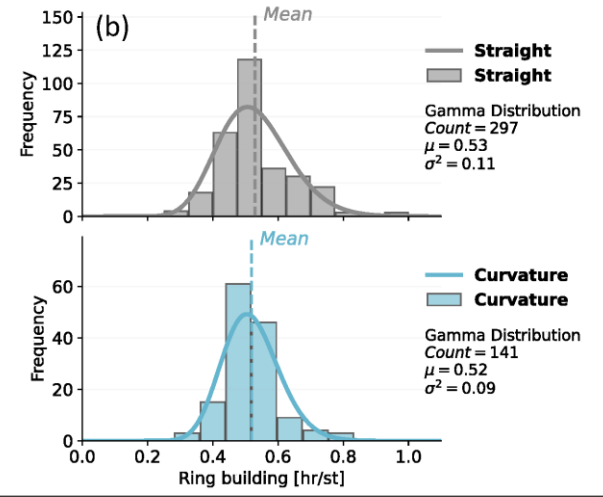 (b)
Mean
150
125
100
75
50
25
0
Frequency
Straight
Straight
Gamma Distribution
Count = 297
μ = 0.53
σ² = 0.11
Mean
60
40
20
0
Frequency
Curvature
Curvature
Gamma Distribution
Count = 141
μ = 0.52
σ² = 0.09
0.0 0.2 0.4 0.6 0.8 1.0
Ring building [hr/st]